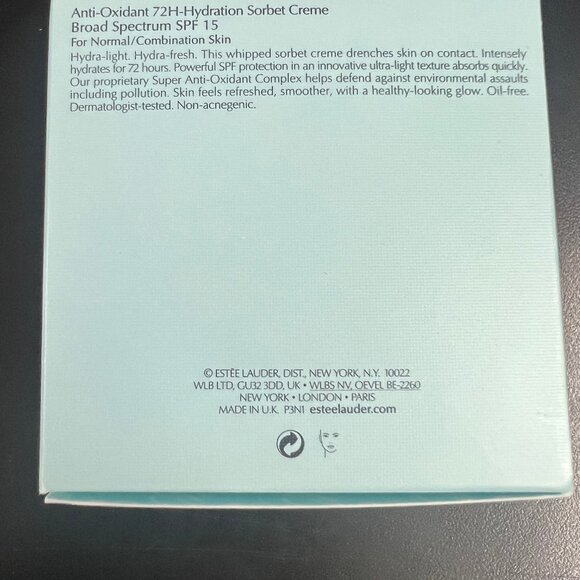 Anti-Oxidant 72H-Hydration Sorbet Creme
Broad Spectrum SPF 15
For Normal/Combination Skin
Hydra-light. Hydra-fresh. This whipped sorbet creme drenches skin on contact. Intensely
hydrates for 72 hours. Powerful SPF protection in an innovative ultra-light texture absorbs quickly.
Our proprietary Super Anti-Oxidant Complex helps defend against environmental assaults
including pollution. Skin feels refreshed, smoother, with a healthy-looking glow. Oil-free.
Dermatologist-tested. Non-acnegenic.
© ESTĒE LAUDER, DIST., NEW YORK, N.Y. 10022
WLB LTD, GU32 3DD, UK • WLBS NV, OEVEL BE-2260
NEW YORK • LONDON • PARIS
MADE IN U.K. P3N1 esteelauder.com